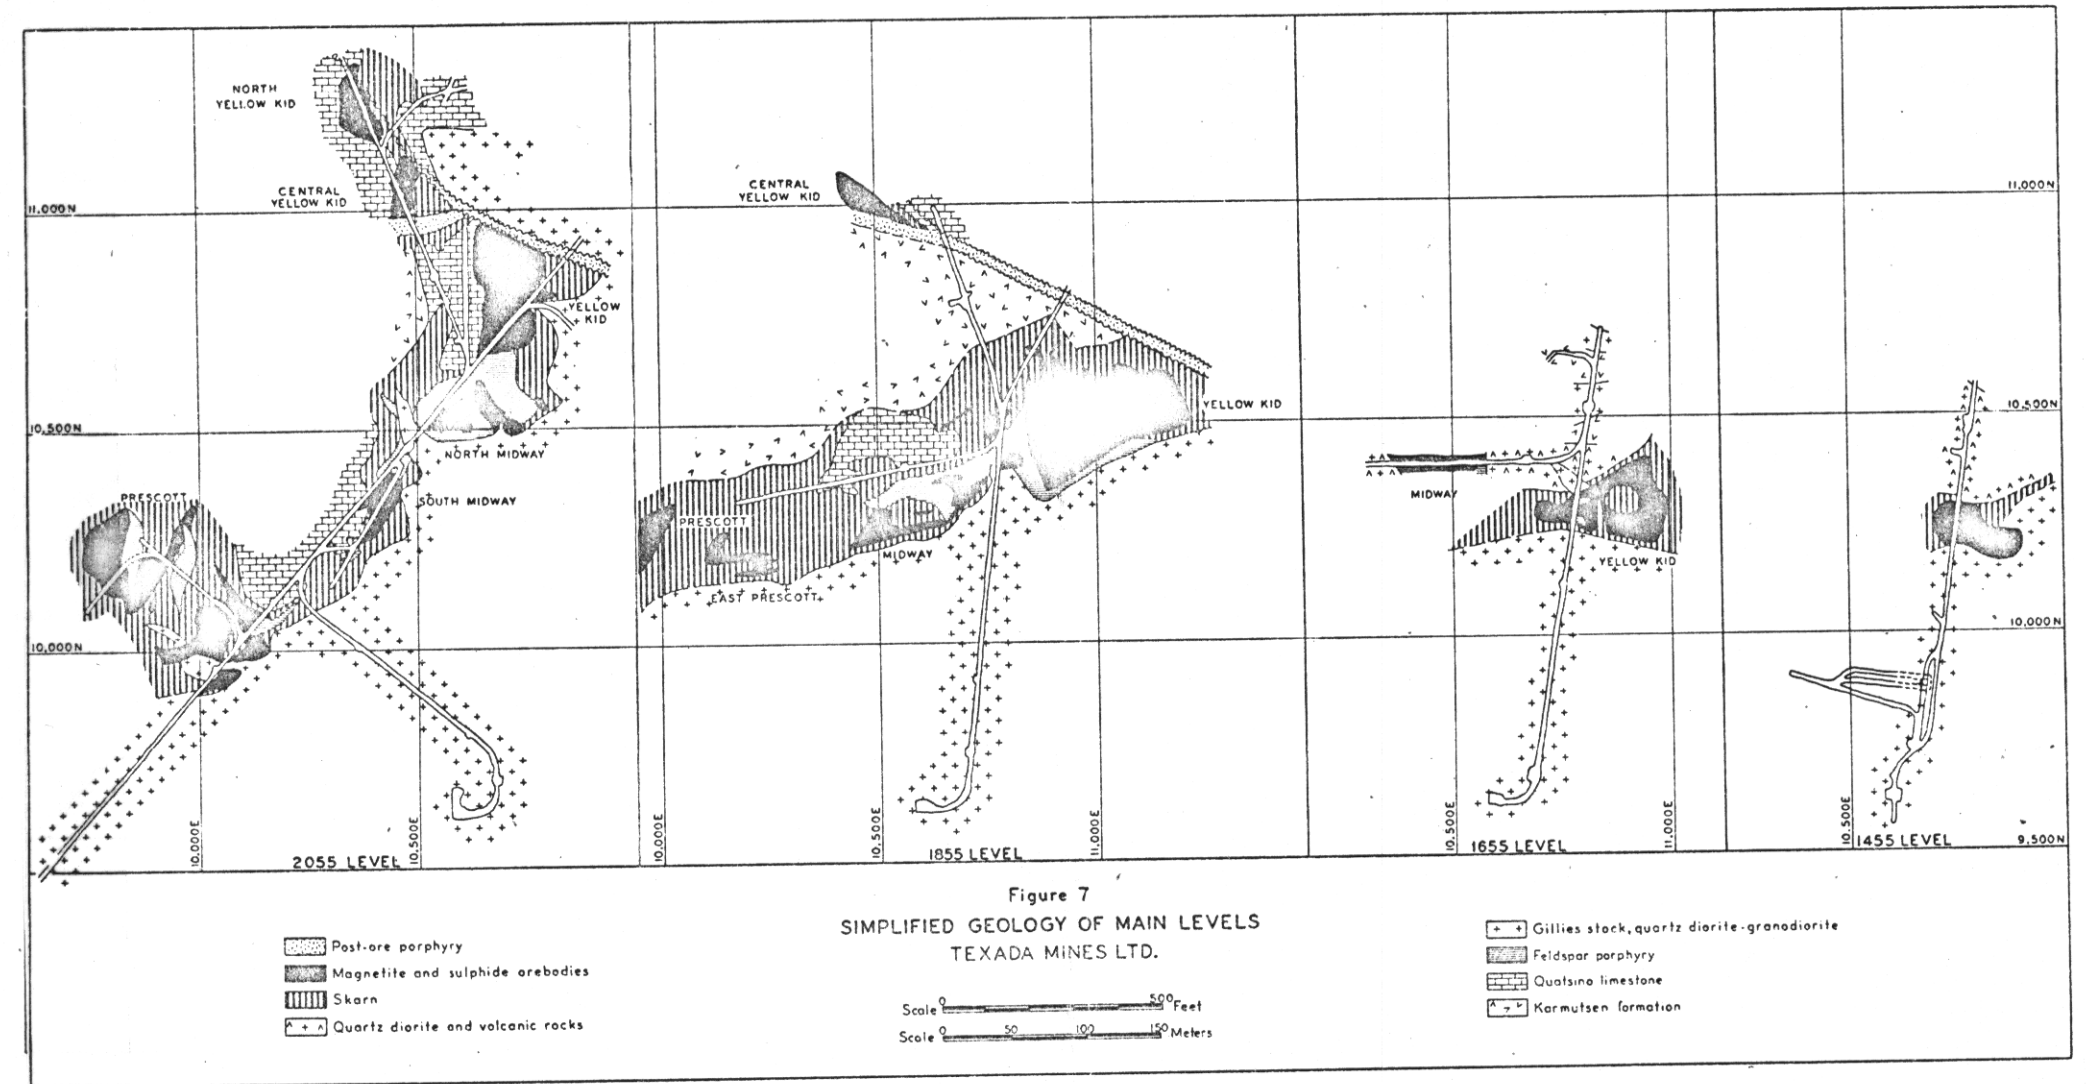 NORTH
YELLOW KID
CENTRAL
YELLOW KID
11,000N
YELLOW
KID
10,500N
NORTH MIDWAY
SOUTH MIDWAY
PRESCOTT
10,000N
10,000E
2055 LEVEL
10,500E
CENTRAL
YELLOW KID
YELLOW KID
PRESCOTT
MIDWAY
EAST PRESCOTT
10,000E
10,500E
1855 LEVEL
11,000E
MIDWAY
YELLOW KID
10,500E
1655 LEVEL
11,000E
11,000N
10,500N
10,000N
10,500E
1455 LEVEL
9,500N
Figure 7
SIMPLIFIED GEOLOGY OF MAIN LEVELS
TEXADA MINES LTD.
Post-ore porphyry
Magnetite and sulphide orebodies
Skarn
Quartz diorite and volcanic rocks
Scale 0 500 Feet
Scale 0 50 100 150 Meters
Gillies stock, quartz diorite-granodiorite
Feldspar porphyry
Quatsino limestone
Karmutsen formation